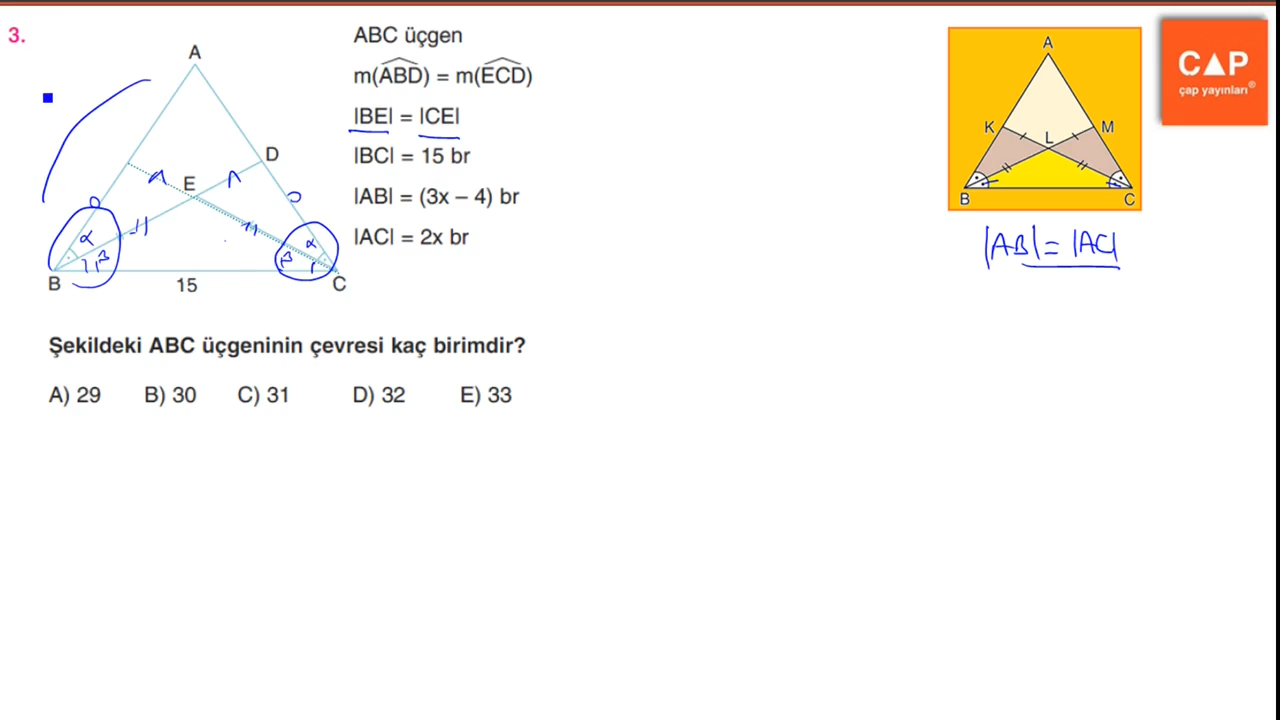 3.
A
D
E
B
C
15
α
β
α
β
ABC üçgen
m(ABD) = m(ECD)
|BE| = |CE|
|BC| = 15 br
|AB| = (3x – 4) br
|AC| = 2x br
Şekildeki ABC üçgeninin çevresi kaç birimdir?
A) 29 B) 30 C) 31 D) 32 E) 33
A
K
M
L
B
C
|AB| = |AC|
ÇAP
çap yayınları®